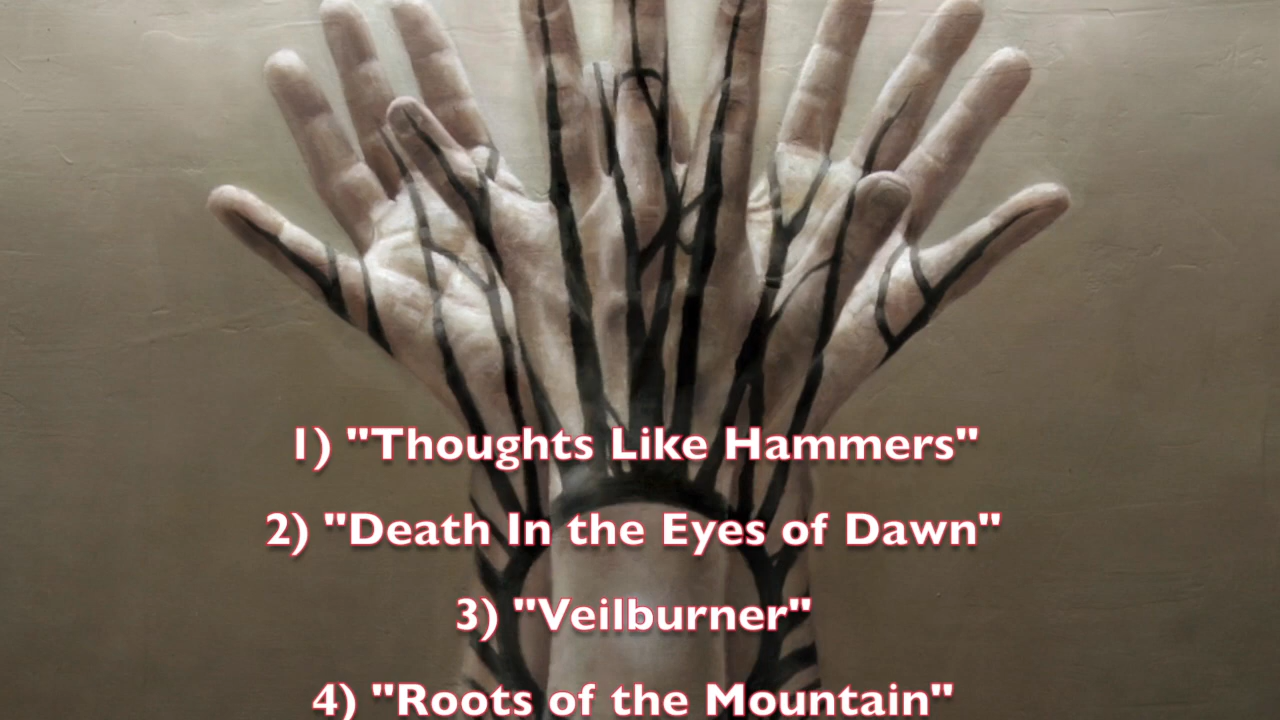 1) "Thoughts Like Hammers"
2) "Death In the Eyes of Dawn"
3) "Veilburner"
4) "Roots of the Mountain"